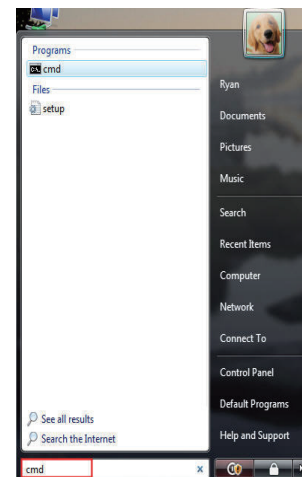 Programs
cmd
Files
setup
See all results
Search the Internet
cmd
Ryan
Documents
Pictures
Music
Search
Recent Items
Computer
Network
Connect To
Control Panel
Default Programs
Help and Support